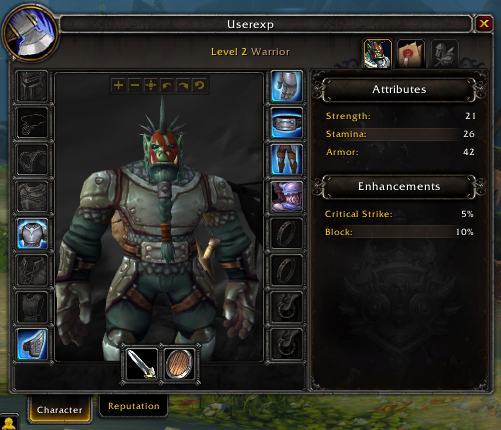 Userexp
Level 2 Warrior
Attributes
Strength: 21
Stamina: 26
Armor: 42
Enhancements
Critical Strike: 5%
Block: 10%
Character
Reputation